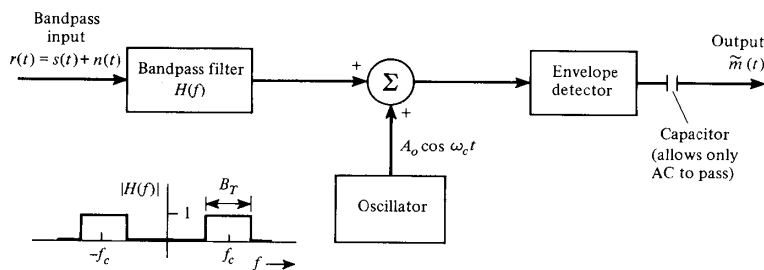 Bandpass
input
r(t) = s(t) + n(t)
Bandpass filter
H(f)
+
Σ
+
A_o cos ω_c t
Oscillator
Envelope
detector
Output
m̃ (t)
Capacitor
(allows only
AC to pass)
|H(f)|
B_T
1
–f_c
f_c
f